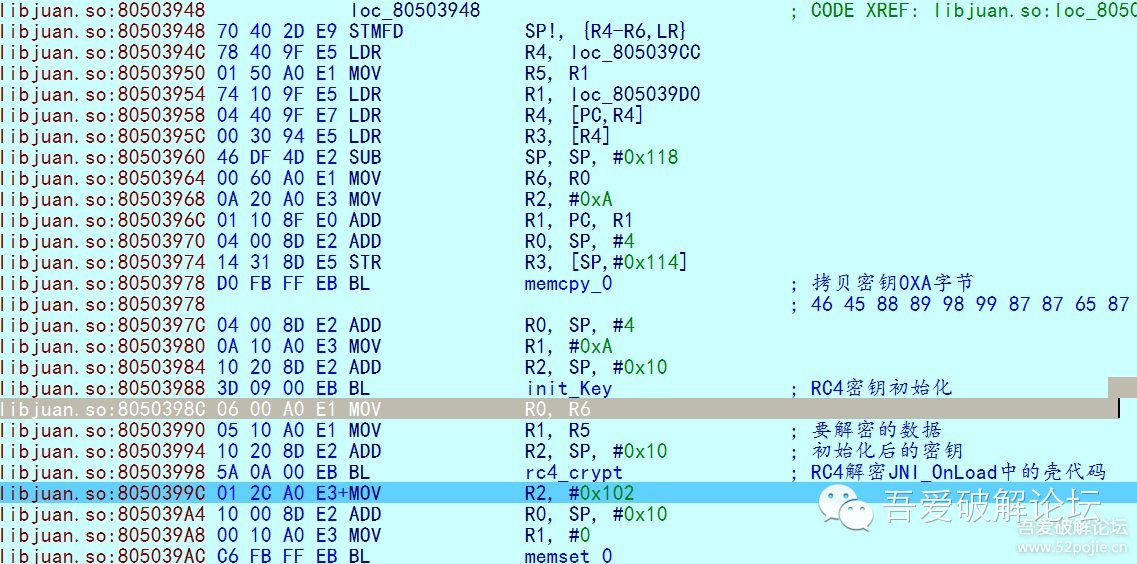 libjuan.so:80503948 loc_80503948 ; CODE XREF: libjuan.so:loc_8050
libjuan.so:80503948 70 40 2D E9 STMFD SP!, {R4-R6,LR}
libjuan.so:8050394C 78 40 9F E5 LDR R4, loc_805039CC
libjuan.so:80503950 01 50 A0 E1 MOV R5, R1
libjuan.so:80503954 74 10 9F E5 LDR R1, loc_805039D0
libjuan.so:80503958 04 40 9F E7 LDR R4, [PC,R4]
libjuan.so:8050395C 00 30 94 E5 LDR R3, [R4]
libjuan.so:80503960 46 DF 4D E2 SUB SP, SP, #0x118
libjuan.so:80503964 00 60 A0 E1 MOV R6, R0
libjuan.so:80503968 0A 20 A0 E3 MOV R2, #0xA
libjuan.so:8050396C 01 10 8F E0 ADD R1, PC, R1
libjuan.so:80503970 04 00 8D E2 ADD R0, SP, #4
libjuan.so:80503974 14 31 8D E5 STR R3, [SP,#0x114]
libjuan.so:80503978 D0 FB FF EB BL memcpy_0 ; 拷贝密钥0XA字节
libjuan.so:80503978 ; 46 45 88 89 98 99 87 87 65 87
libjuan.so:8050397C 04 00 8D E2 ADD R0, SP, #4
libjuan.so:80503980 0A 10 A0 E3 MOV R1, #0xA
libjuan.so:80503984 10 20 8D E2 ADD R2, SP, #0x10
libjuan.so:80503988 3D 09 00 EB BL init_Key ; RC4密钥初始化
libjuan.so:8050398C 06 00 A0 E1 MOV R0, R6
libjuan.so:80503990 05 10 A0 E1 MOV R1, R5 ; 要解密的数据
libjuan.so:80503994 10 20 8D E2 ADD R2, SP, #0x10 ; 初始化后的密钥
libjuan.so:80503998 5A 0A 00 EB BL rc4_crypt ; RC4解密JNI_OnLoad中的壳代码
libjuan.so:8050399C 01 2C A0 E3+MOV R2, #0x102
libjuan.so:805039A4 10 00 8D E2 ADD R0, SP, #0x10
libjuan.so:805039A8 00 10 A0 E3 MOV R1, #0
libjuan.so:805039AC C6 FB FF EB BL memset_0
吾爱破解论坛
吾爱破解论坛
www.52pojie.cn